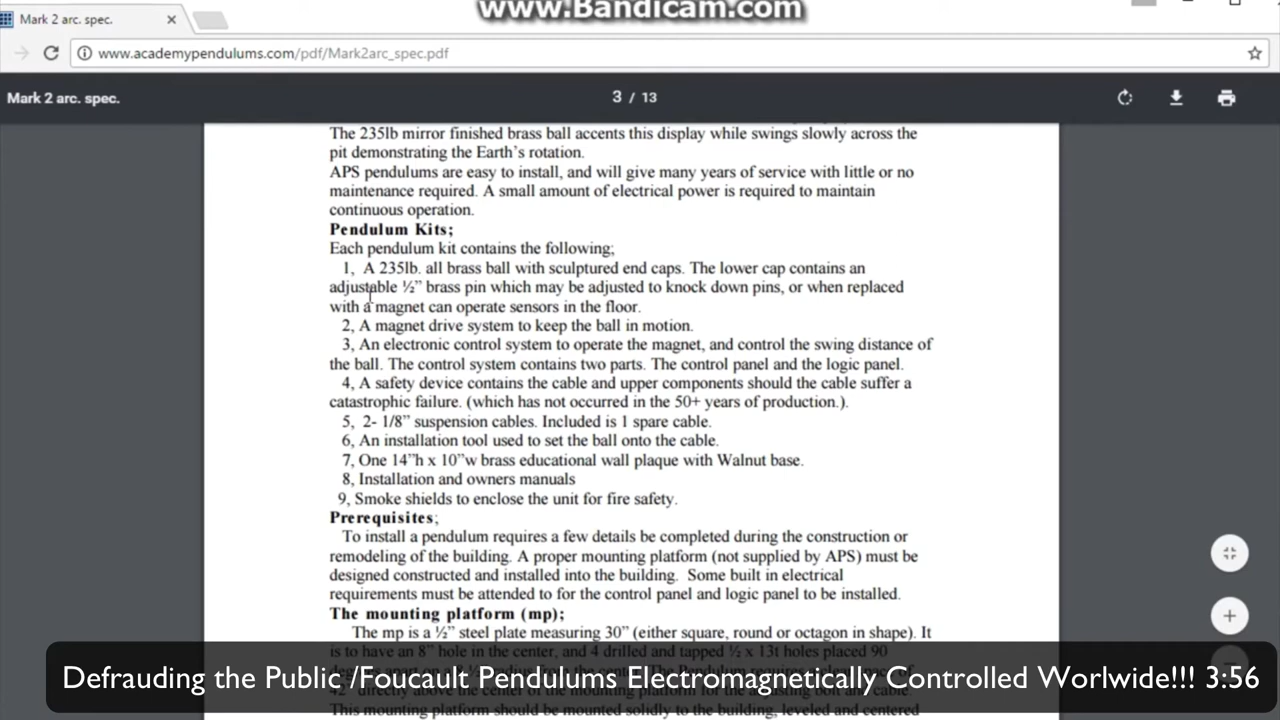 www.Bandicam.com
Mark 2 arc. spec.
www.academypendulums.com/pdf/Mark2arc_spec.pdf
Mark 2 arc. spec.
3 / 13
The 235lb mirror finished brass ball accents this display while swings slowly across the
pit demonstrating the Earth's rotation.
APS pendulums are easy to install, and will give many years of service with little or no
maintenance required. A small amount of electrical power is required to maintain
continuous operation.
Pendulum Kits;
Each pendulum kit contains the following;
1, A 235lb. all brass ball with sculptured end caps. The lower cap contains an
adjustable ½" brass pin which may be adjusted to knock down pins, or when replaced
with a magnet can operate sensors in the floor.
2, A magnet drive system to keep the ball in motion.
3, An electronic control system to operate the magnet, and control the swing distance of
the ball. The control system contains two parts. The control panel and the logic panel.
4, A safety device contains the cable and upper components should the cable suffer a
catastrophic failure. (which has not occurred in the 50+ years of production.).
5, 2- 1/8" suspension cables. Included is 1 spare cable.
6, An installation tool used to set the ball onto the cable.
7, One 14"h x 10"w brass educational wall plaque with Walnut base.
8, Installation and owners manuals
9, Smoke shields to enclose the unit for fire safety.
Prerequisites;
To install a pendulum requires a few details be completed during the construction or
remodeling of the building. A proper mounting platform (not supplied by APS) must be
designed constructed and installed into the building. Some built in electrical
requirements must be attended to for the control panel and logic panel to be installed.
The mounting platform (mp);
The mp is a ½" steel plate measuring 30" (either square, round or octagon in shape). It
is to have an 8" hole in the center, and 4 drilled and tapped ½ x 13t holes placed 90
Defrauding the Public /Foucault Pendulums Electromagnetically Controlled Worlwide!!! 3:56
42" directly above the center of the mounting platform for the adjusting bolt and cable.
This mounting platform should be mounted solidly to the building, leveled and centered